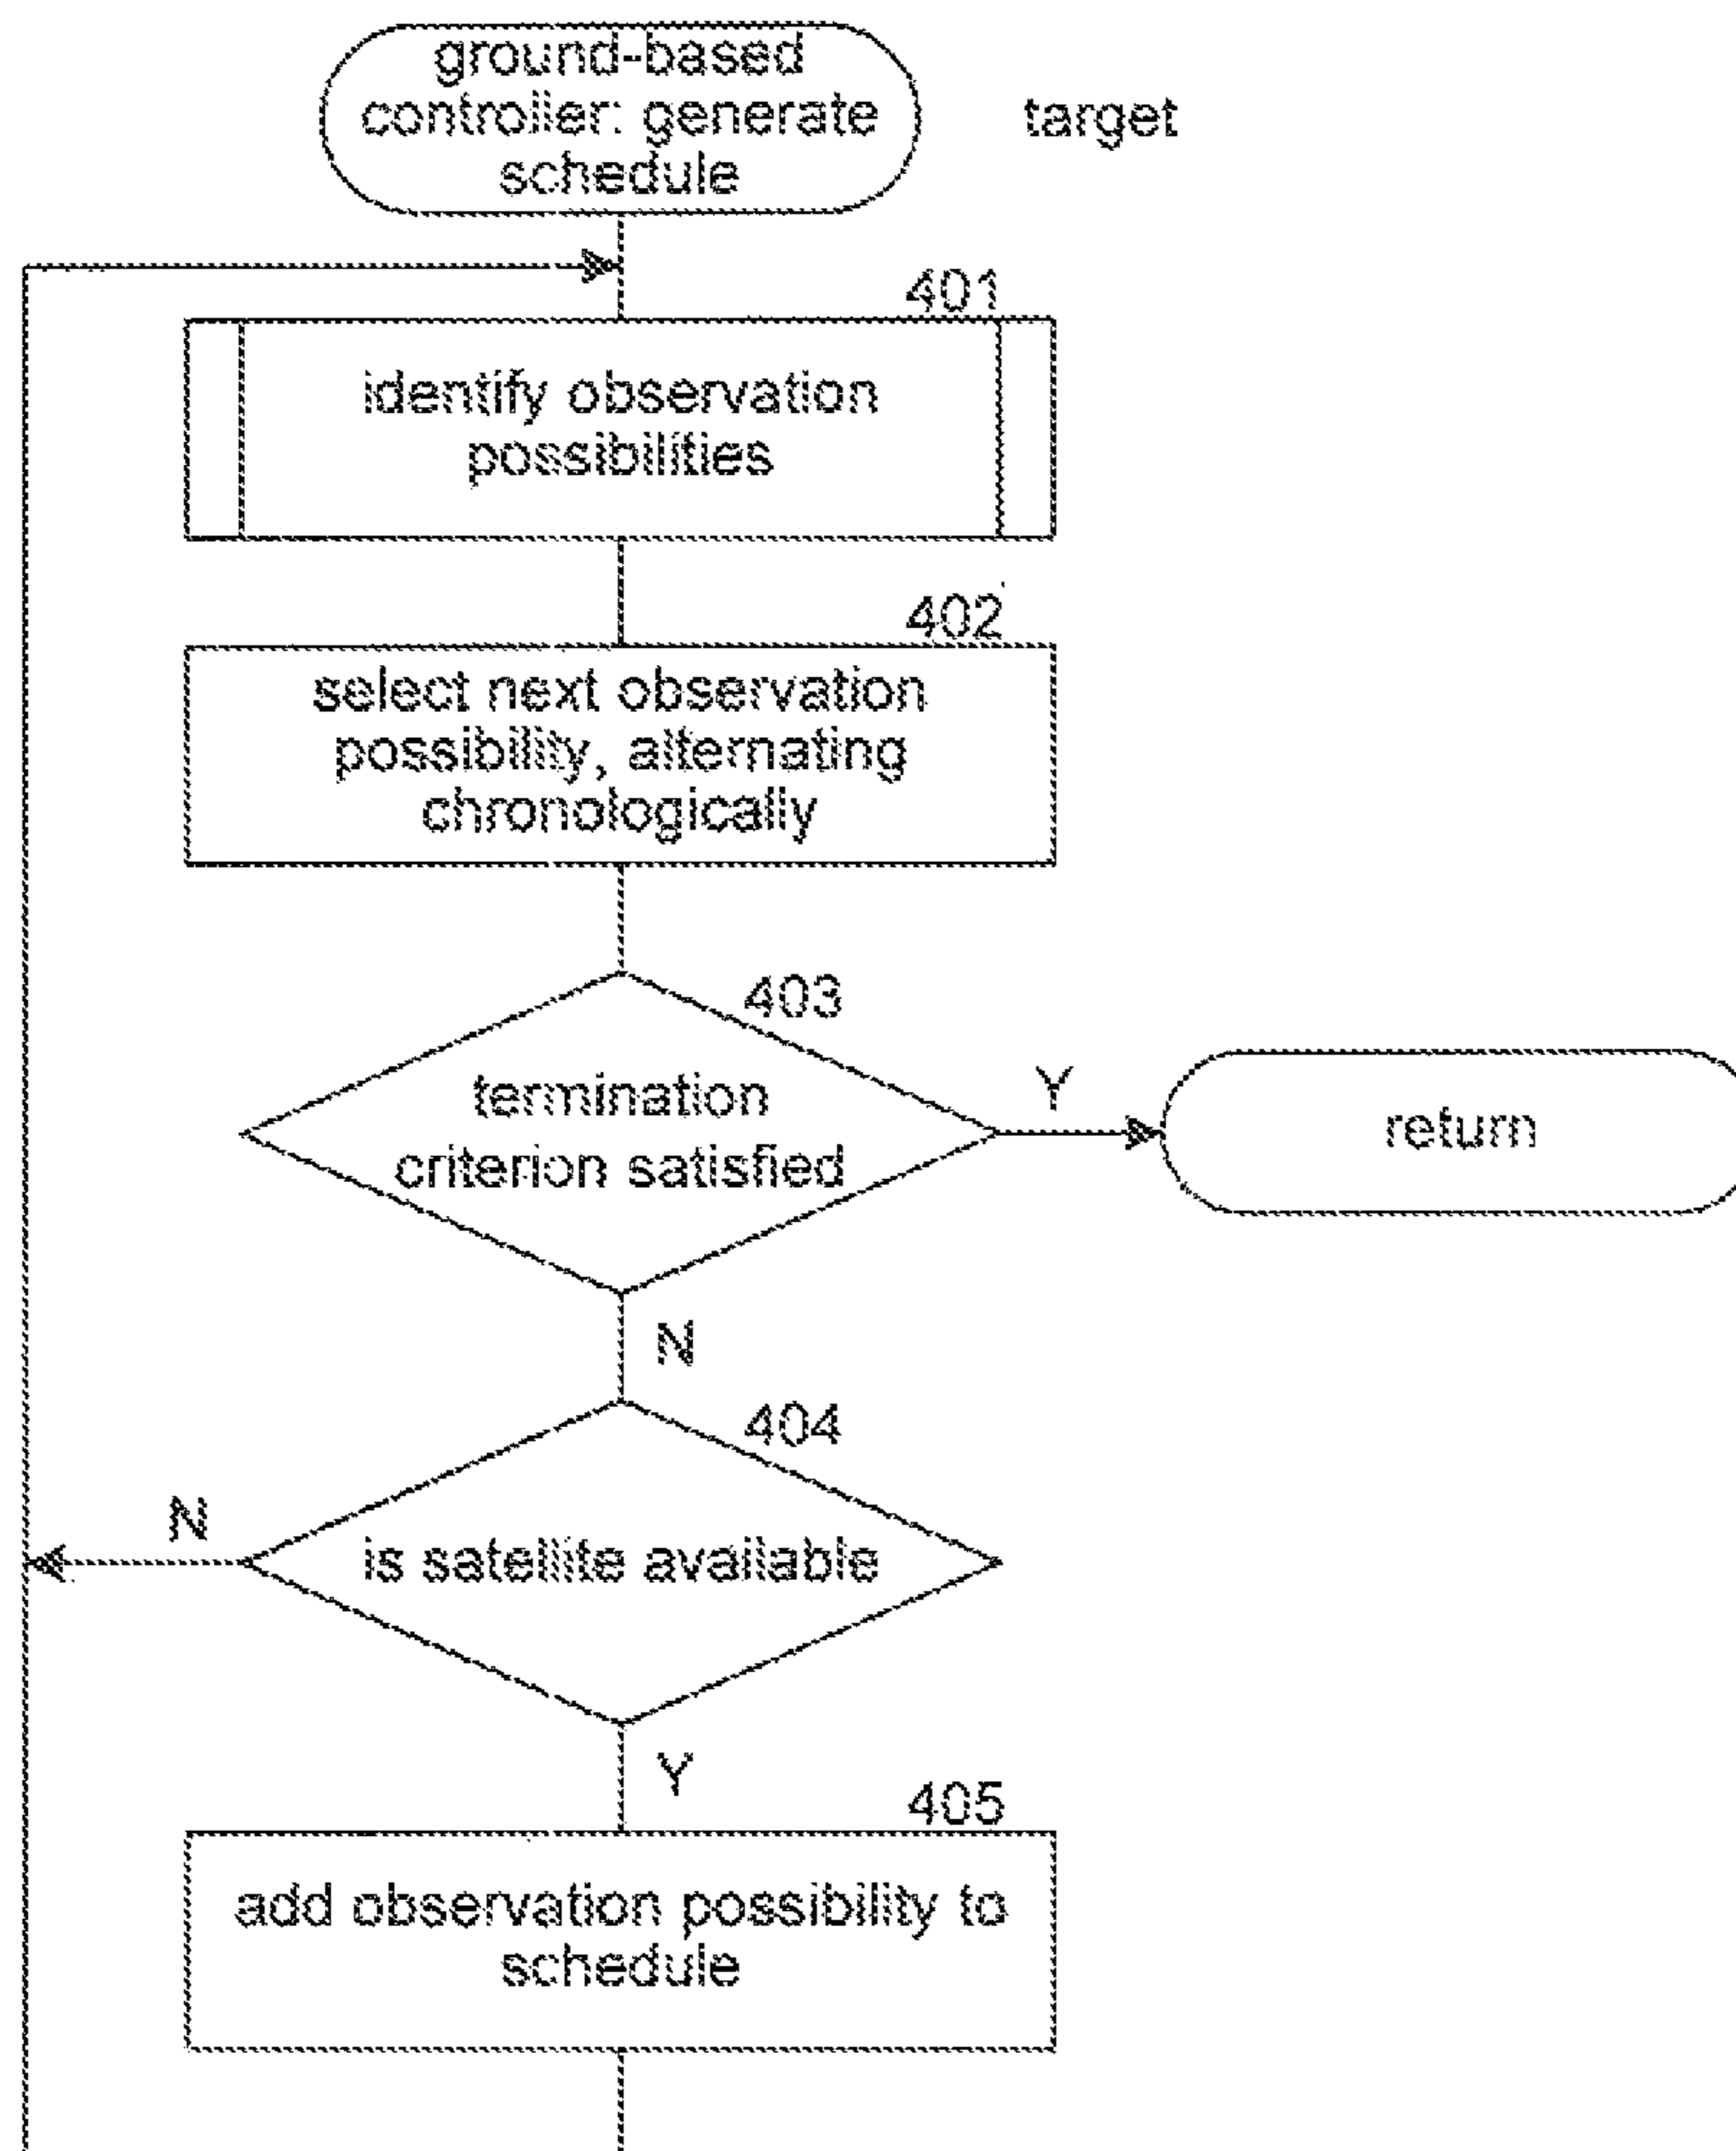 ground-based
controller: generate
schedule
target
401
identify observation
possibilities
402
select next observation
possibility, alternating
chronologically
403
termination
criterion satisfied
Y
return
N
404
N
is satellite available
Y
405
add observation possibility to
schedule